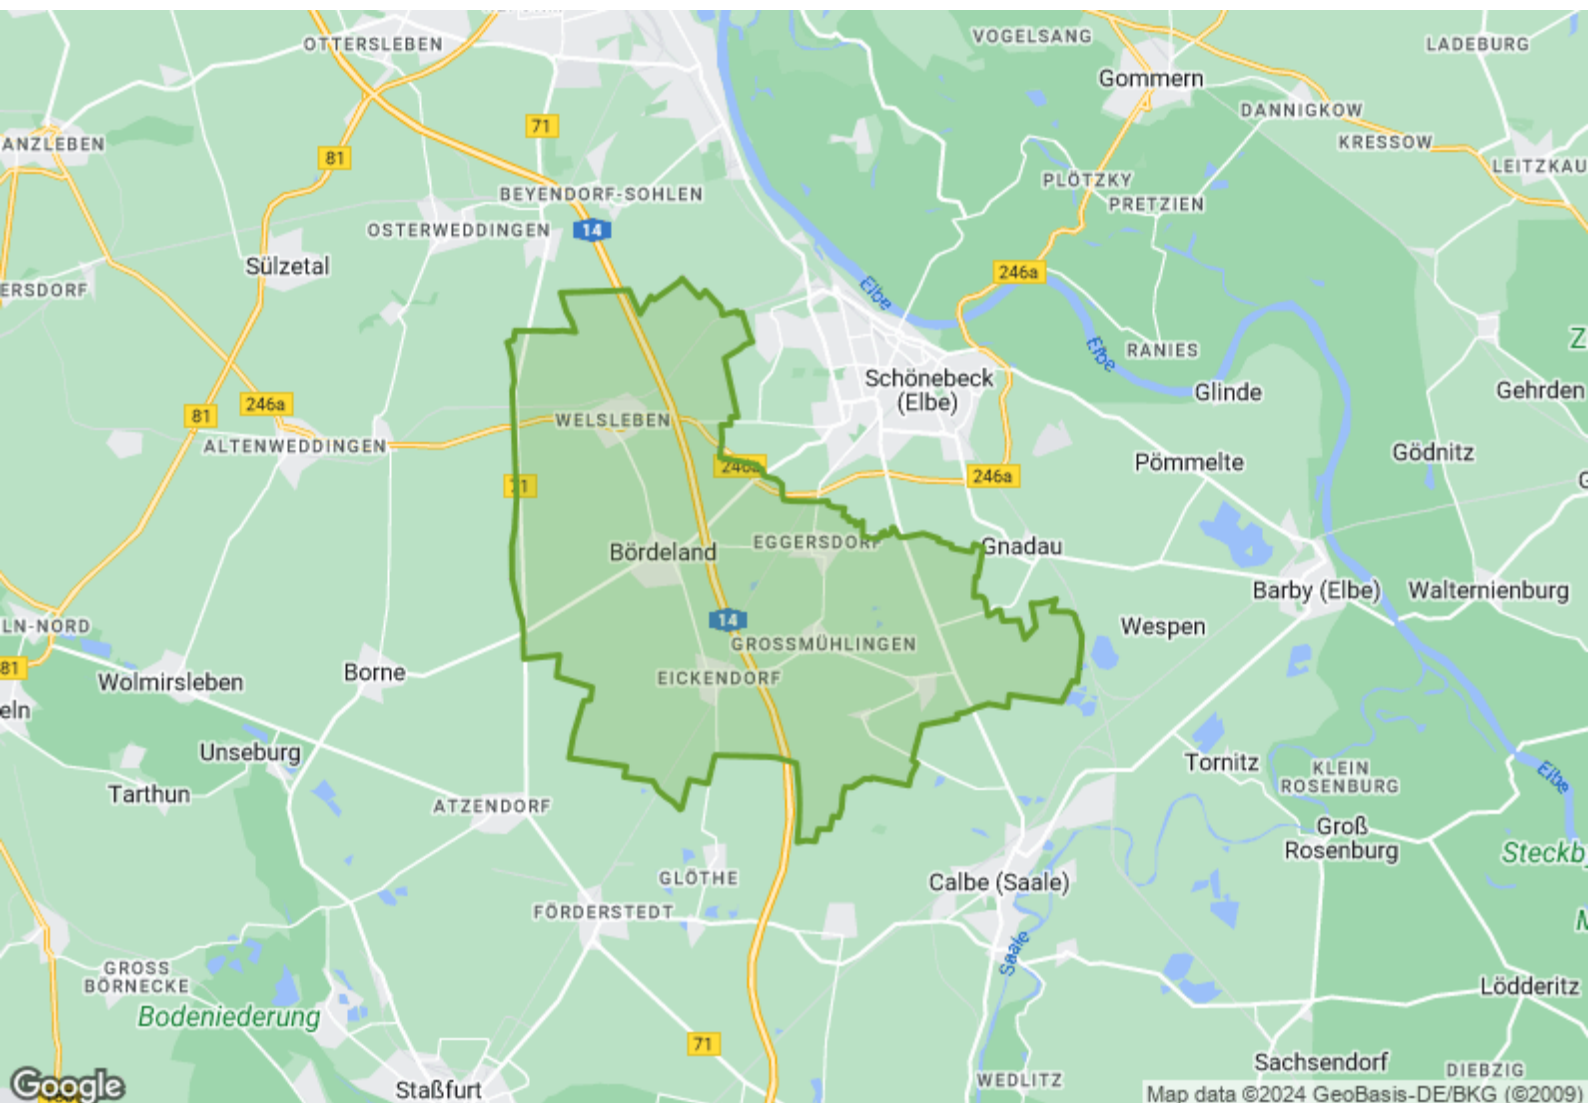 OTTERSLEBEN
VOGELSANG
LADEBURG
Gommern
DANNIGKOW
KRESSOW
LEITZKAU
ANZLEBEN
71
81
BEYENDORF-SOHLEN
PLÖTZKY
PRETZIEN
OSTERWEDDINGEN
14
Sülzetal
246a
ERSDORF
Elbe
Elbe
RANIES
Schönebeck
(Elbe)
Glinde
Gehrden
81
246a
WELSLEBEN
ALTENWEDDINGEN
246a
246a
Pömmelte
Gödnitz
71
Bördeland
EGGERSDORF
Gnadau
Barby (Elbe)
Walternienburg
LN-NORD
14
GROSSMÜHLINGEN
Wespen
81
Wolmirsleben
Borne
EICKENDORF
eln
Unseburg
Tornitz
KLEIN
ROSENBURG
Elbe
Tarthun
ATZENDORF
Groß
Rosenburg
Steckby
GLÖTHE
Calbe (Saale)
FÖRDERSTEDT
Saale
GROSS
BÖRNECKE
Lödderitz
Bodeniederung
71
Sachsendorf
DIEBZIG
WEDLITZ
Staßfurt
Google
Map data ©2024 GeoBasis-DE/BKG (©2009)